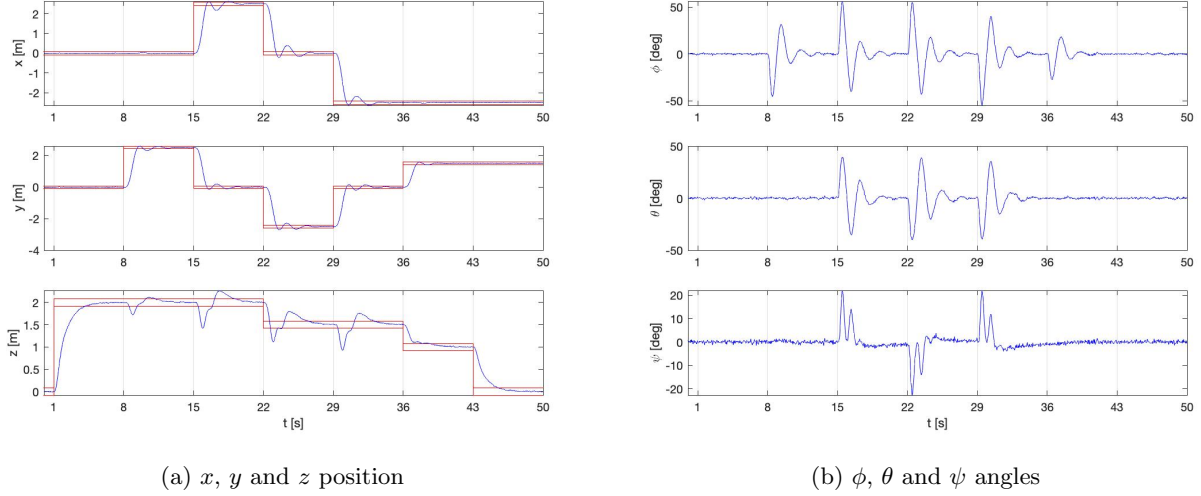 x [m]
2
0
-2
1 8 15 22 29 36 43 50
y [m]
2
0
-2
-4
1 8 15 22 29 36 43 50
z [m]
2
1.5
1
0.5
0
1 8 15 22 29 36 43 50
t [s]
(a) x, y and z position
ϕ [deg]
50
0
-50
1 8 15 22 29 36 43 50
θ [deg]
50
0
-50
1 8 15 22 29 36 43 50
ψ [deg]
20
10
0
-10
-20
1 8 15 22 29 36 43 50
t [s]
(b) ϕ, θ and ψ angles